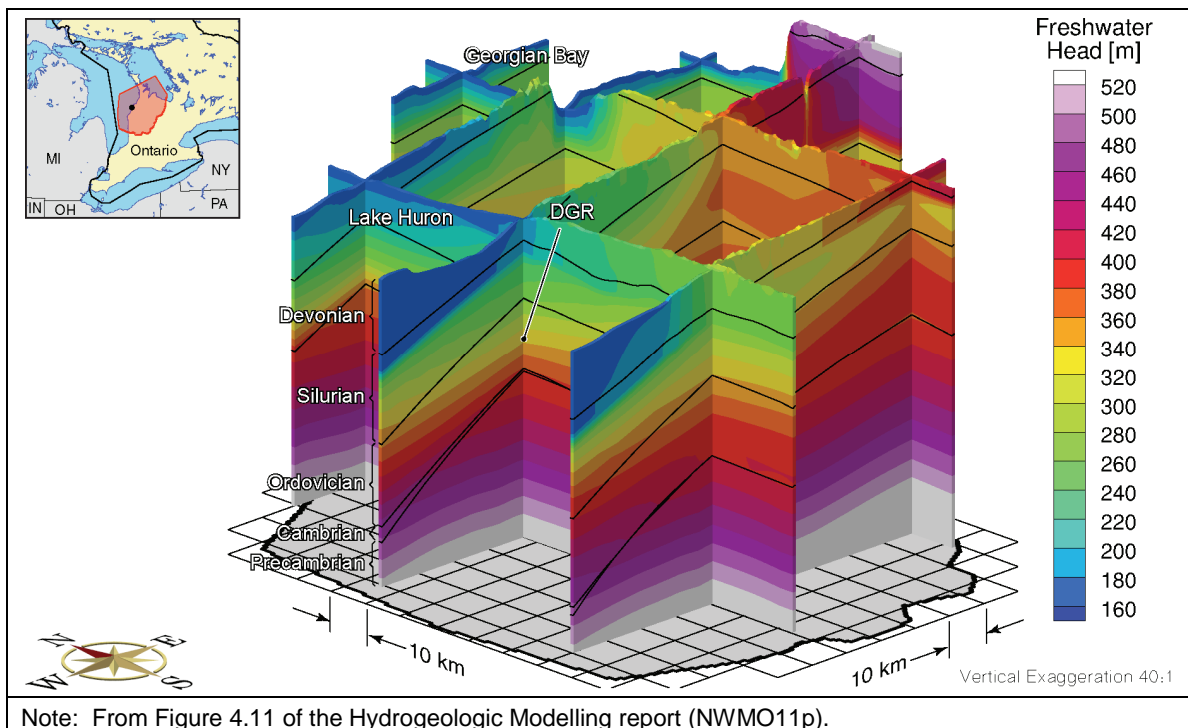 MI
Ontario
NY
IN
OH
PA
Georgian Bay
Lake Huron
DGR
Devonian
Silurian
Ordovician
Cambrian
Precambrian
Freshwater
Head [m]
520
500
480
460
440
420
400
380
360
340
320
300
280
260
240
220
200
180
160
N
E
W
S
10 km
10 km
Vertical Exaggeration 40:1
Note: From Figure 4.11 of the Hydrogeologic Modelling report (NWMO11p).